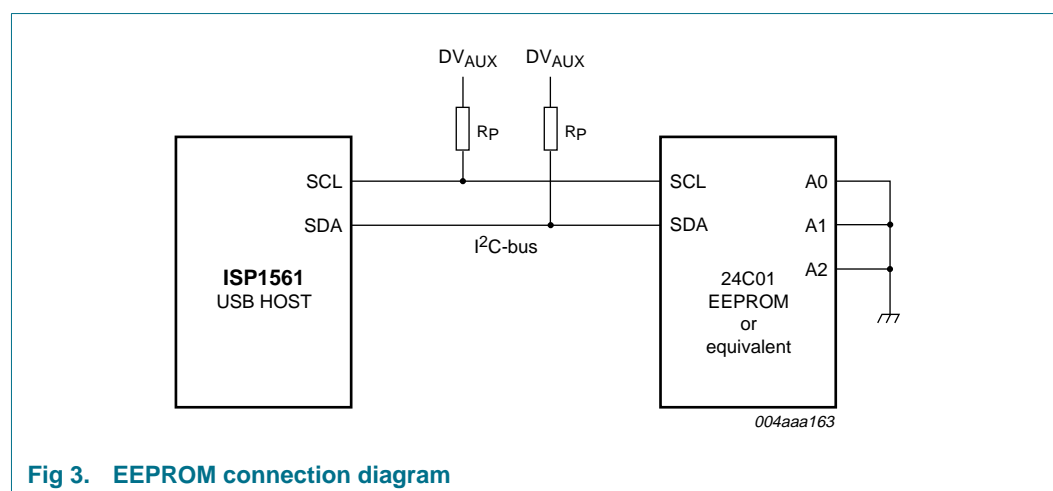 DVAUX DVAUX
RP RP
SCL SCL A0
SDA SDA A1
I2C-bus
A2
ISP1561
USB HOST
24C01
EEPROM
or
equivalent
004aaa163
Fig 3. EEPROM connection diagram